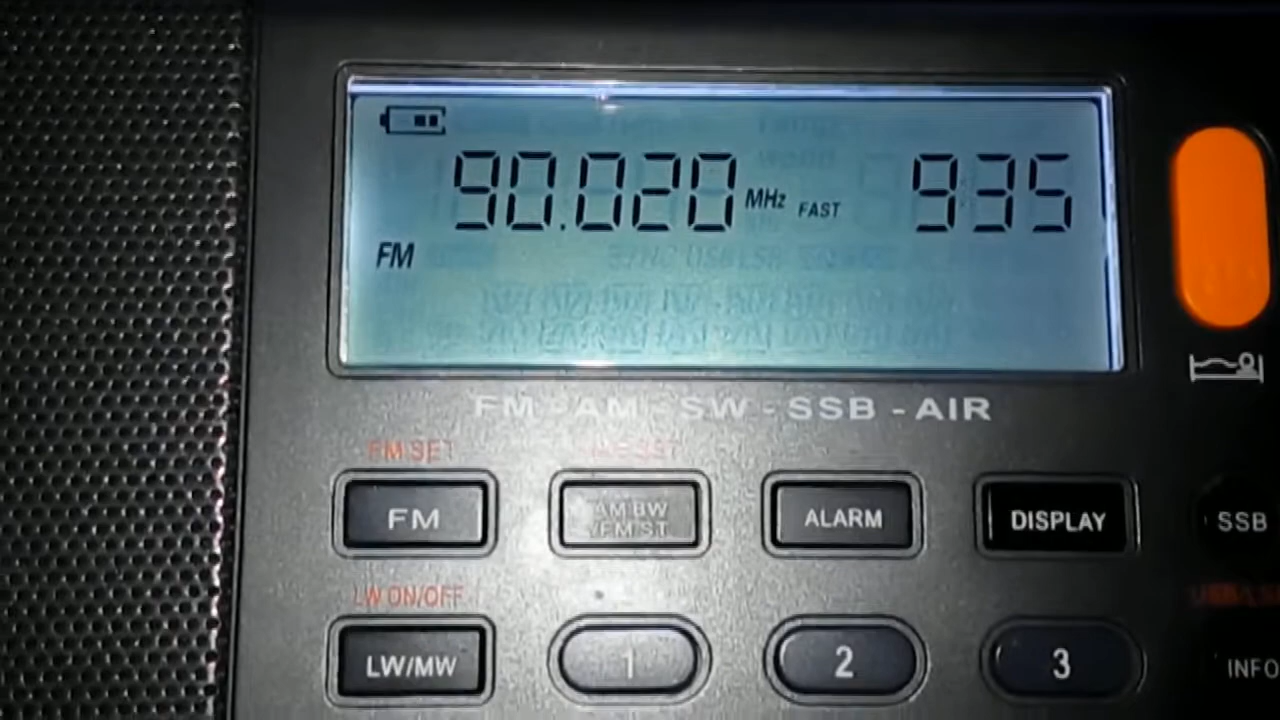 90.020 MHz FAST 935
FM
FM - AM - SW - SSB - AIR
FM SET
FM
AM BW
/FM ST
ALARM
DISPLAY
SSB
LW ON/OFF
LW/MW
1
2
3
INFO